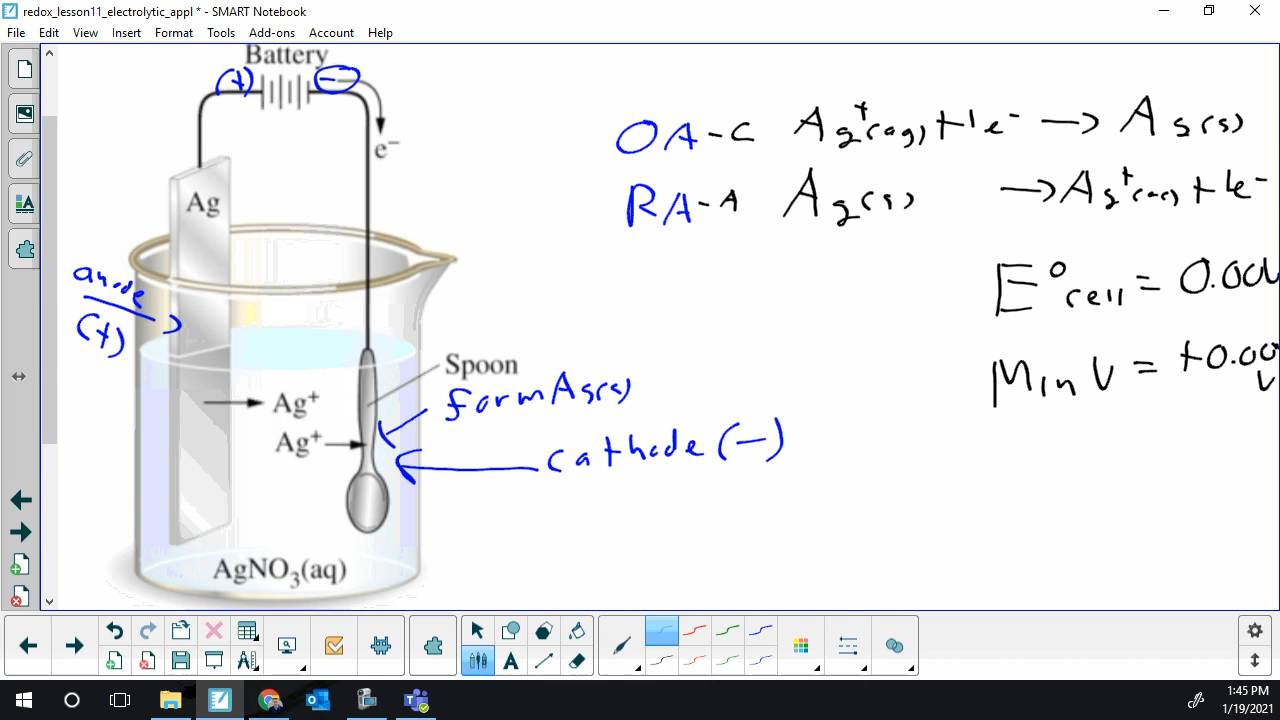 redox_lesson11_electrolytic_appl * - SMART Notebook
File Edit View Insert Format Tools Add-ons Account Help
Battery
(+) (−)
e⁻
OA-C Ag⁺(aq) + 1e⁻ → Ag(s)
RA-A Ag(s) → Ag⁺(aq) + 1e⁻
Ag
E°cell = 0.00
anode
(+)
Min V = +0.00
V
Spoon
form Ag(s)
Ag⁺
Ag⁺
cathode (−)
AgNO₃(aq)
A
1:45 PM
1/19/2021